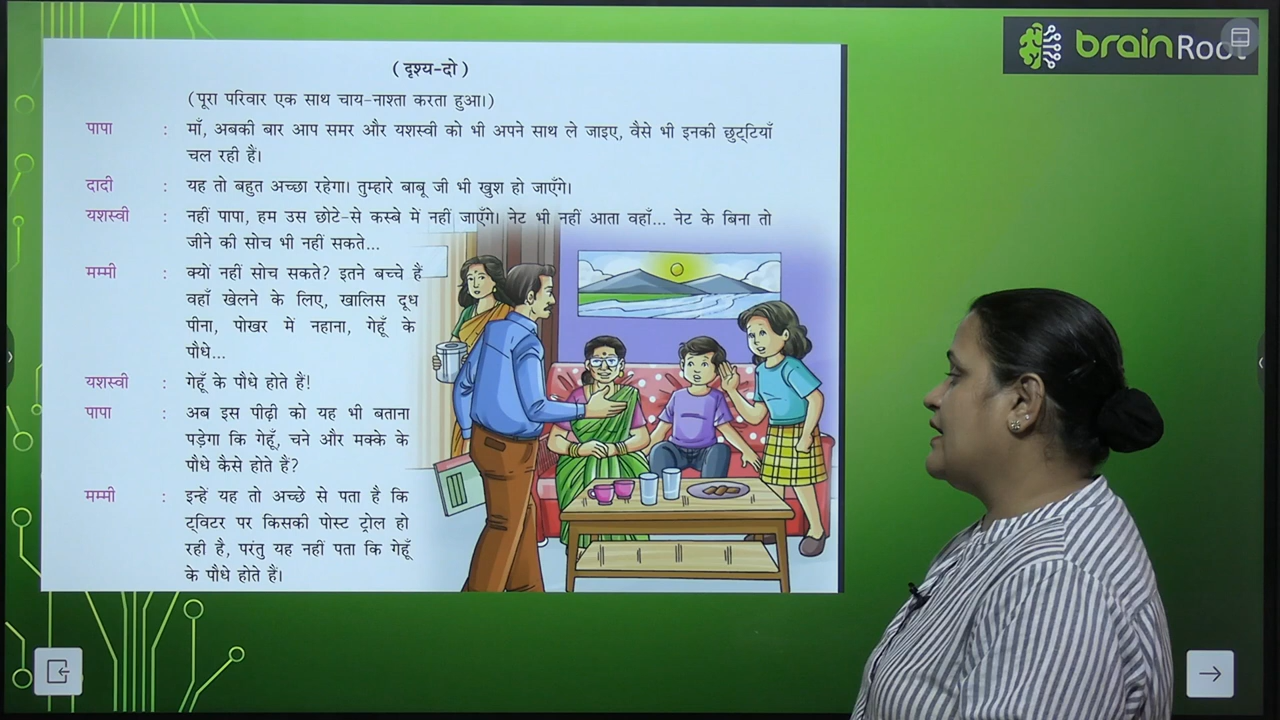 brainRoot
(दृश्य-दो)
(पूरा परिवार एक साथ चाय-नाश्ता करता हुआ।)
पापा : माँ, अबकी बार आप समर और यशस्वी को भी अपने साथ ले जाइए, वैसे भी इनकी छुट्टियाँ
चल रही हैं।
दादी : यह तो बहुत अच्छा रहेगा। तुम्हारे बाबू जी भी खुश हो जाएँगे।
यशस्वी : नहीं पापा, हम उस छोटे-से कस्बे में नहीं जाएँगे। नेट भी नहीं आता वहाँ... नेट के बिना तो
जीने की सोच भी नहीं सकते...
मम्मी : क्यों नहीं सोच सकते? इतने बच्चे हैं
वहाँ खेलने के लिए, खालिस दूध
पीना, पोखर में नहाना, गेहूँ के
पौधे...
यशस्वी : गेहूँ के पौधे होते हैं!
पापा : अब इस पीढ़ी को यह भी बताना
पड़ेगा कि गेहूँ, चने और मक्के के
पौधे कैसे होते हैं?
मम्मी : इन्हें यह तो अच्छे से पता है कि
ट्विटर पर किसकी पोस्ट ट्रोल हो
रही है, परंतु यह नहीं पता कि गेहूँ
के पौधे होते हैं।